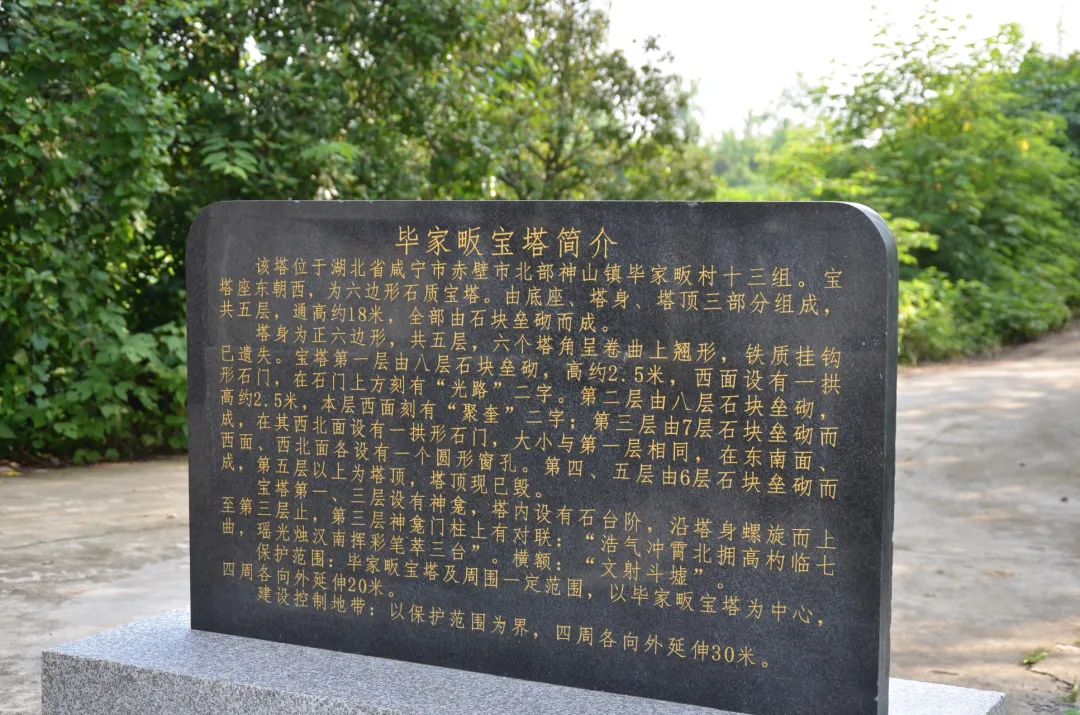 毕家畈宝塔简介
该塔位于湖北省咸宁市赤壁市北部神山镇毕家畈村十三组。宝
塔座东朝西，为六边形石质宝塔。由底座、塔身、塔顶三部分组成，
共五层，通高约18米，全部由石块垒砌而成。
塔身为正六边形，共五层，六个塔角呈卷曲上翘形，铁质挂钩
已遗失。宝塔第一层由八层石块垒砌，高约2.5米，西面设有一拱
形石门，在石门上方刻有“光路”二字。第二层由八层石块垒砌，
高约2.5米，本层西面刻有“聚奎”二字；第三层由7层石块垒砌而
成，在其西北面设有一拱形石门，大小与第一层相同，在东南面、
西面、西北面各设有一个圆形窗孔。第四、五层由6层石块垒砌而
成，第五层以上为塔顶，塔顶现已毁。
宝塔第一、三层设有神龛，塔内设有石台阶，沿塔身螺旋而上
至第三层止，第三层神龛门柱上有对联：“浩气冲霄北拥高杓临七
曲，瑶光烛汉南挥彩笔萃三台”。横额：“文射斗墟”。
保护范围：毕家畈宝塔及周围一定范围，以毕家畈宝塔为中心，
四周各向外延伸20米。
建设控制地带：以保护范围为界，四周各向外延伸30米。